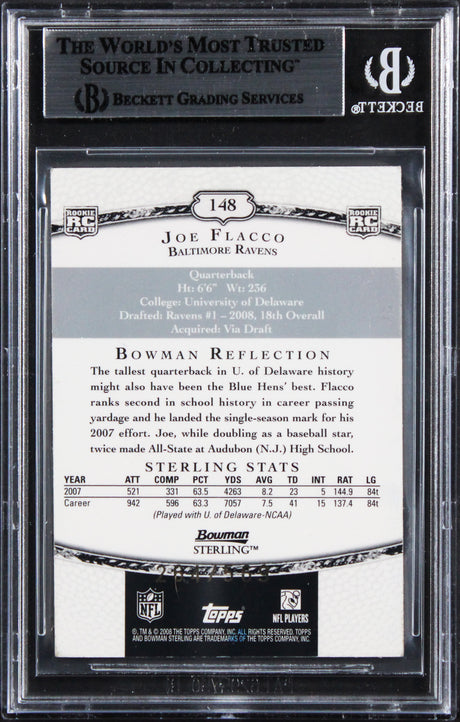 THE WORLD'S MOST TRUSTED
SOURCE IN COLLECTING™
B BECKETT GRADING SERVICES
B
BECKETT®
148
ROOKIE
RC
CARD
ROOKIE
RC
CARD
JOE FLACCO
BALTIMORE RAVENS
Quarterback
Ht: 6'6" Wt: 236
College: University of Delaware
Drafted: Ravens #1 – 2008, 18th Overall
Acquired: Via Draft
BOWMAN REFLECTION
The tallest quarterback in U. of Delaware history
might also have been the Blue Hens' best. Flacco
ranks second in school history in career passing
yardage and he landed the single-season mark for his
2007 effort. Joe, while doubling as a baseball star,
twice made All-State at Audubon (N.J.) High School.
STERLING STATS
YEAR ATT COMP PCT YDS AVG TD INT RAT LG
2007 521 331 63.5 4263 8.2 23 5 144.9 84t
Career 942 596 63.3 7057 7.5 41 15 137.4 84t
(Played with U. of Delaware-NCAA)
Bowman
STERLING™
NFL
Topps
NFL PLAYERS
®, TM & © 2008 THE TOPPS COMPANY, INC. ALL RIGHTS RESERVED. TOPPS
AND BOWMAN STERLING ARE TRADEMARKS OF THE TOPPS COMPANY, INC.